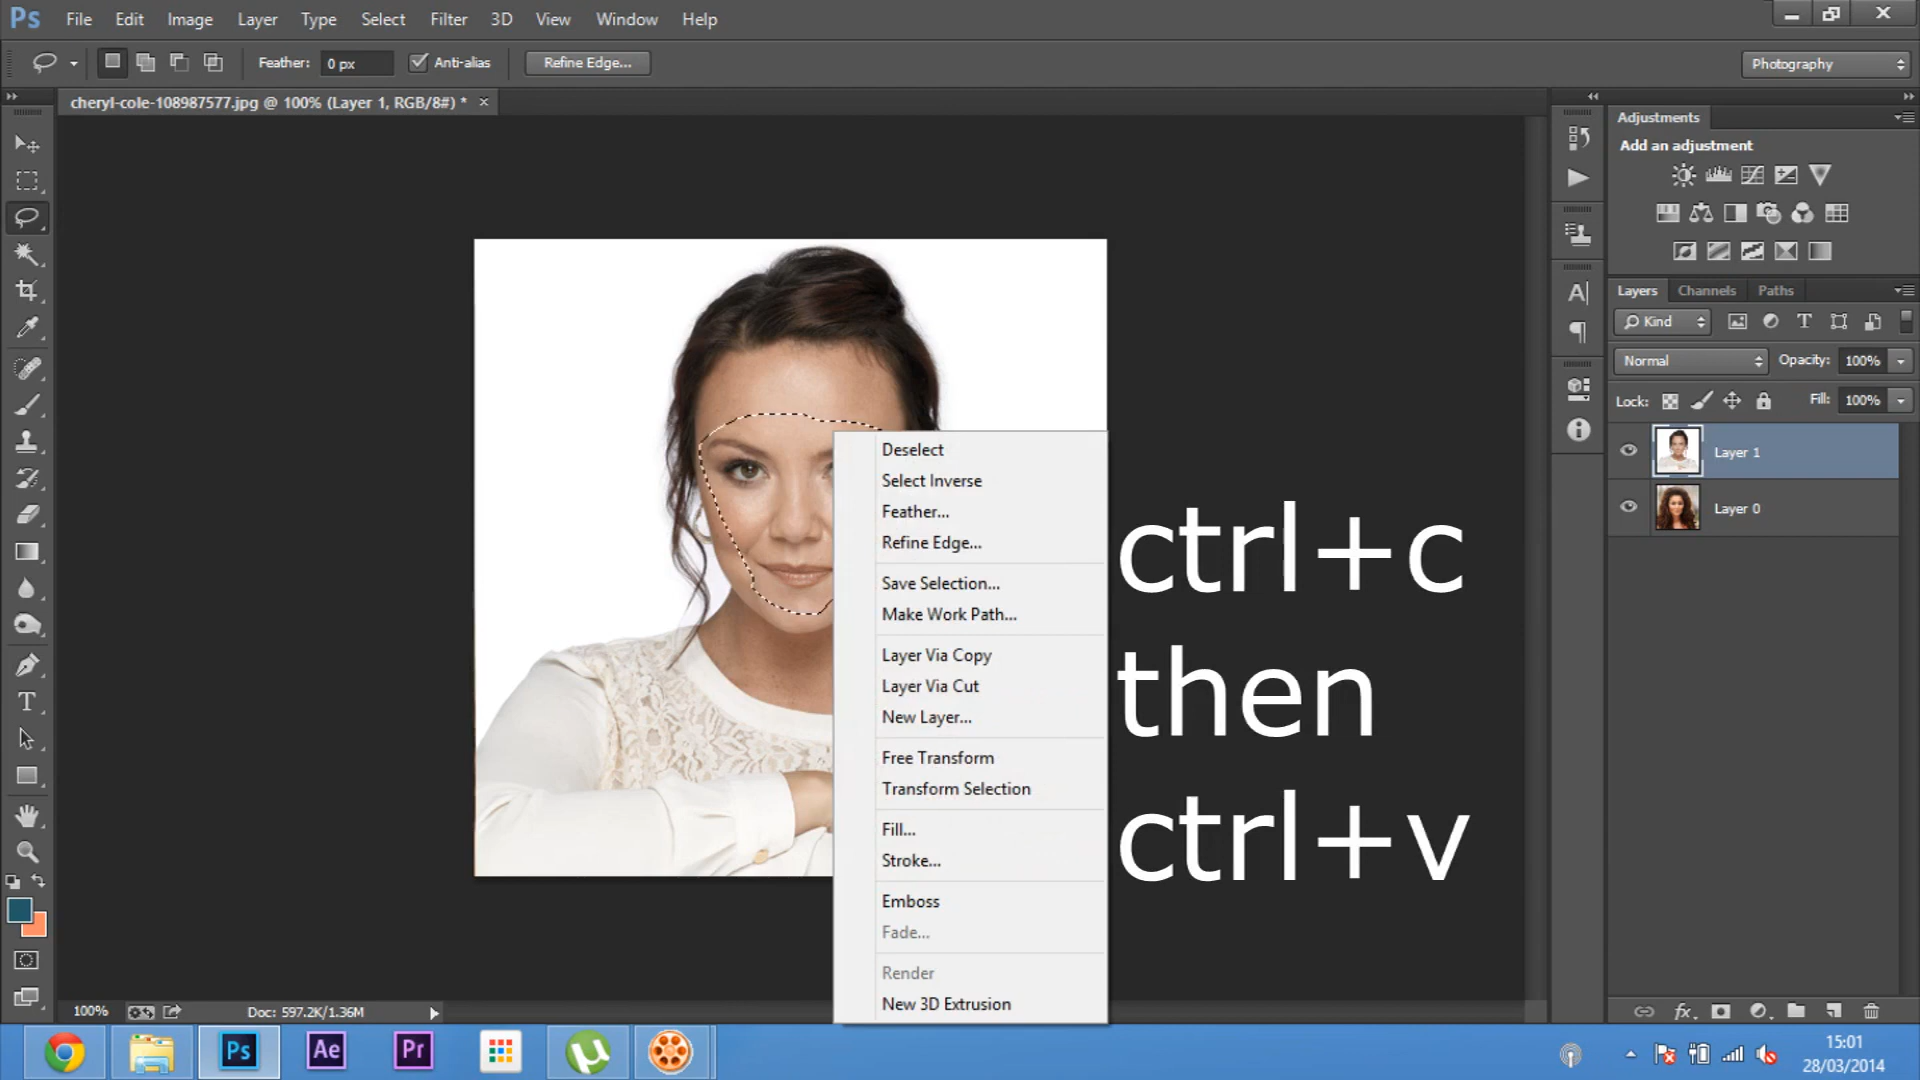 Ps File Edit Image Layer Type Select Filter 3D View Window Help
Feather: 0 px Anti-alias Refine Edge... Photography
cheryl-cole-108987577.jpg @ 100% (Layer 1, RGB/8#) *
Adjustments
Add an adjustment
Layers Channels Paths
Kind
Normal Opacity: 100%
Lock: Fill: 100%
Layer 1
Layer 0
Deselect
Select Inverse
Feather...
Refine Edge...
Save Selection...
Make Work Path...
Layer Via Copy
Layer Via Cut
New Layer...
Free Transform
Transform Selection
Fill...
Stroke...
Emboss
Fade...
Render
New 3D Extrusion
ctrl+c
then
ctrl+v
100% Doc: 597.2K/1.36M
Ps Ae Pr
15:01
28/03/2014